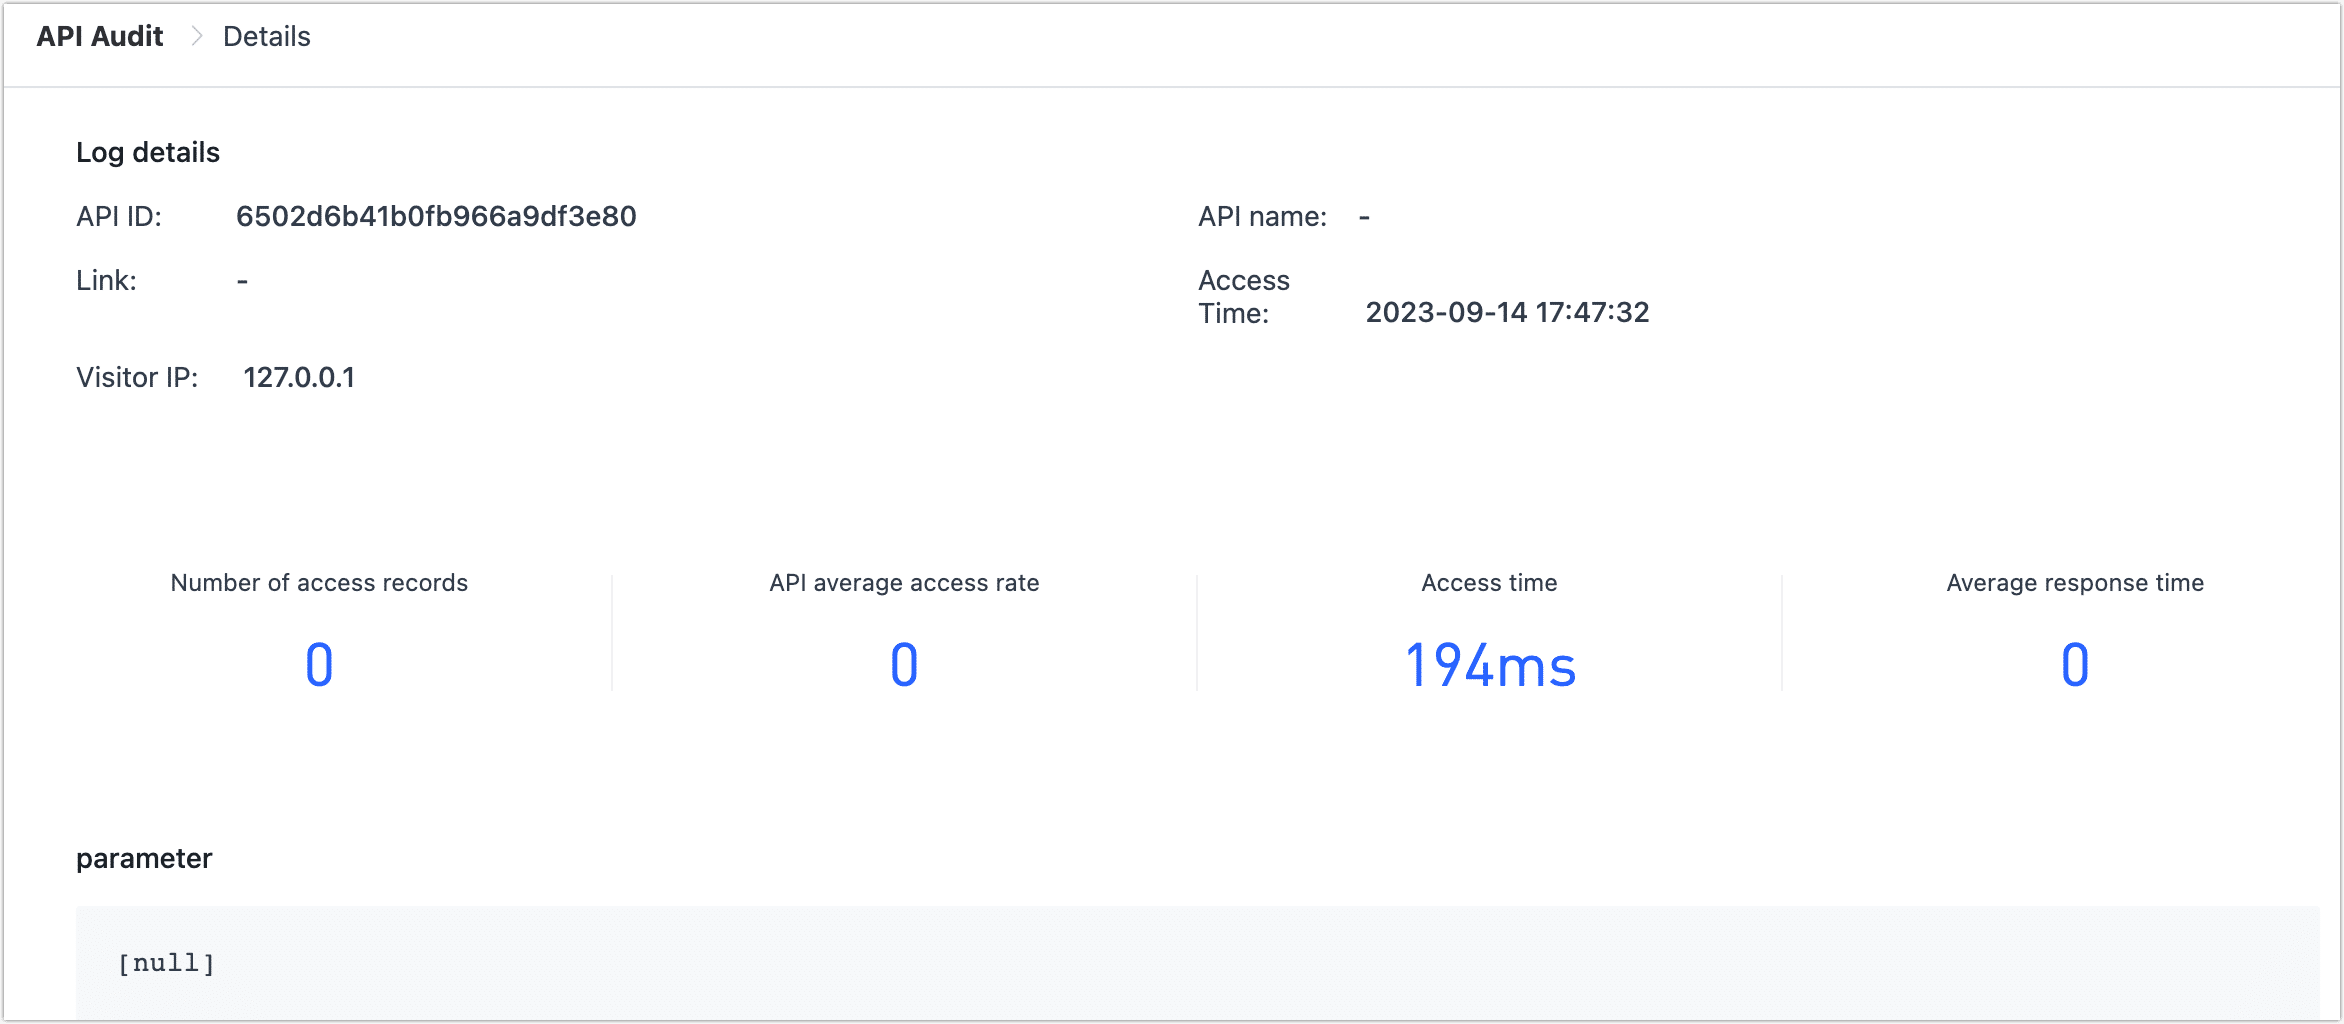 API Audit > Details
Log details
API ID: 6502d6b41b0fb966a9df3e80
API name: -
Link: -
Access
Time: 2023-09-14 17:47:32
Visitor IP: 127.0.0.1
Number of access records
0
API average access rate
0
Access time
194ms
Average response time
0
parameter
[null]